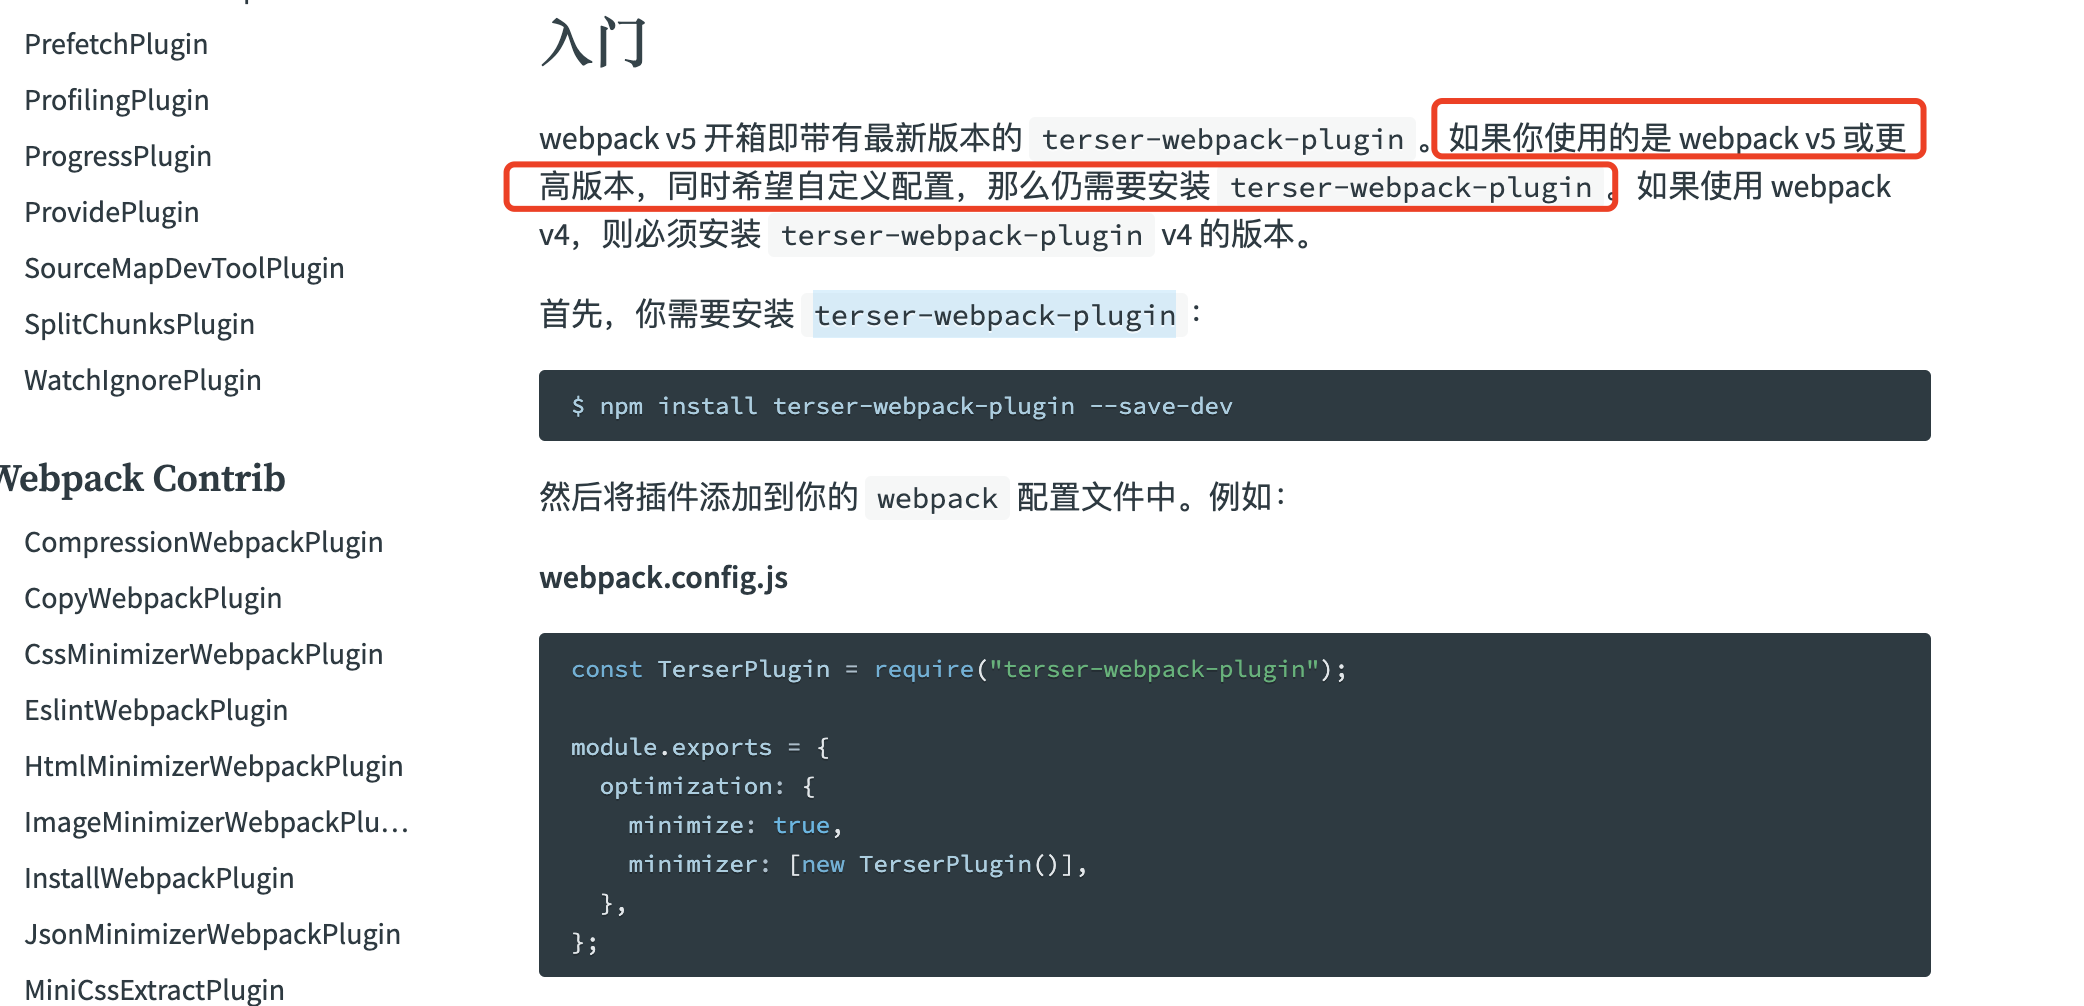 PrefetchPlugin
ProfilingPlugin
ProgressPlugin
ProvidePlugin
SourceMapDevToolPlugin
SplitChunksPlugin
WatchIgnorePlugin
Webpack Contrib
CompressionWebpackPlugin
CopyWebpackPlugin
CssMinimizerWebpackPlugin
EslintWebpackPlugin
HtmlMinimizerWebpackPlugin
ImageMinimizerWebpackPlu...
InstallWebpackPlugin
JsonMinimizerWebpackPlugin
MiniCssExtractPlugin
入门
webpack v5 开箱即带有最新版本的 terser-webpack-plugin 。如果你使用的是 webpack v5 或更
高版本，同时希望自定义配置，那么仍需要安装 terser-webpack-plugin 。如果使用 webpack
v4，则必须安装 terser-webpack-plugin v4 的版本。
首先，你需要安装 terser-webpack-plugin ：
$ npm install terser-webpack-plugin --save-dev
然后将插件添加到你的 webpack 配置文件中。例如：
webpack.config.js
const TerserPlugin = require("terser-webpack-plugin");
module.exports = {
  optimization: {
    minimize: true,
    minimizer: [new TerserPlugin()],
  },
};